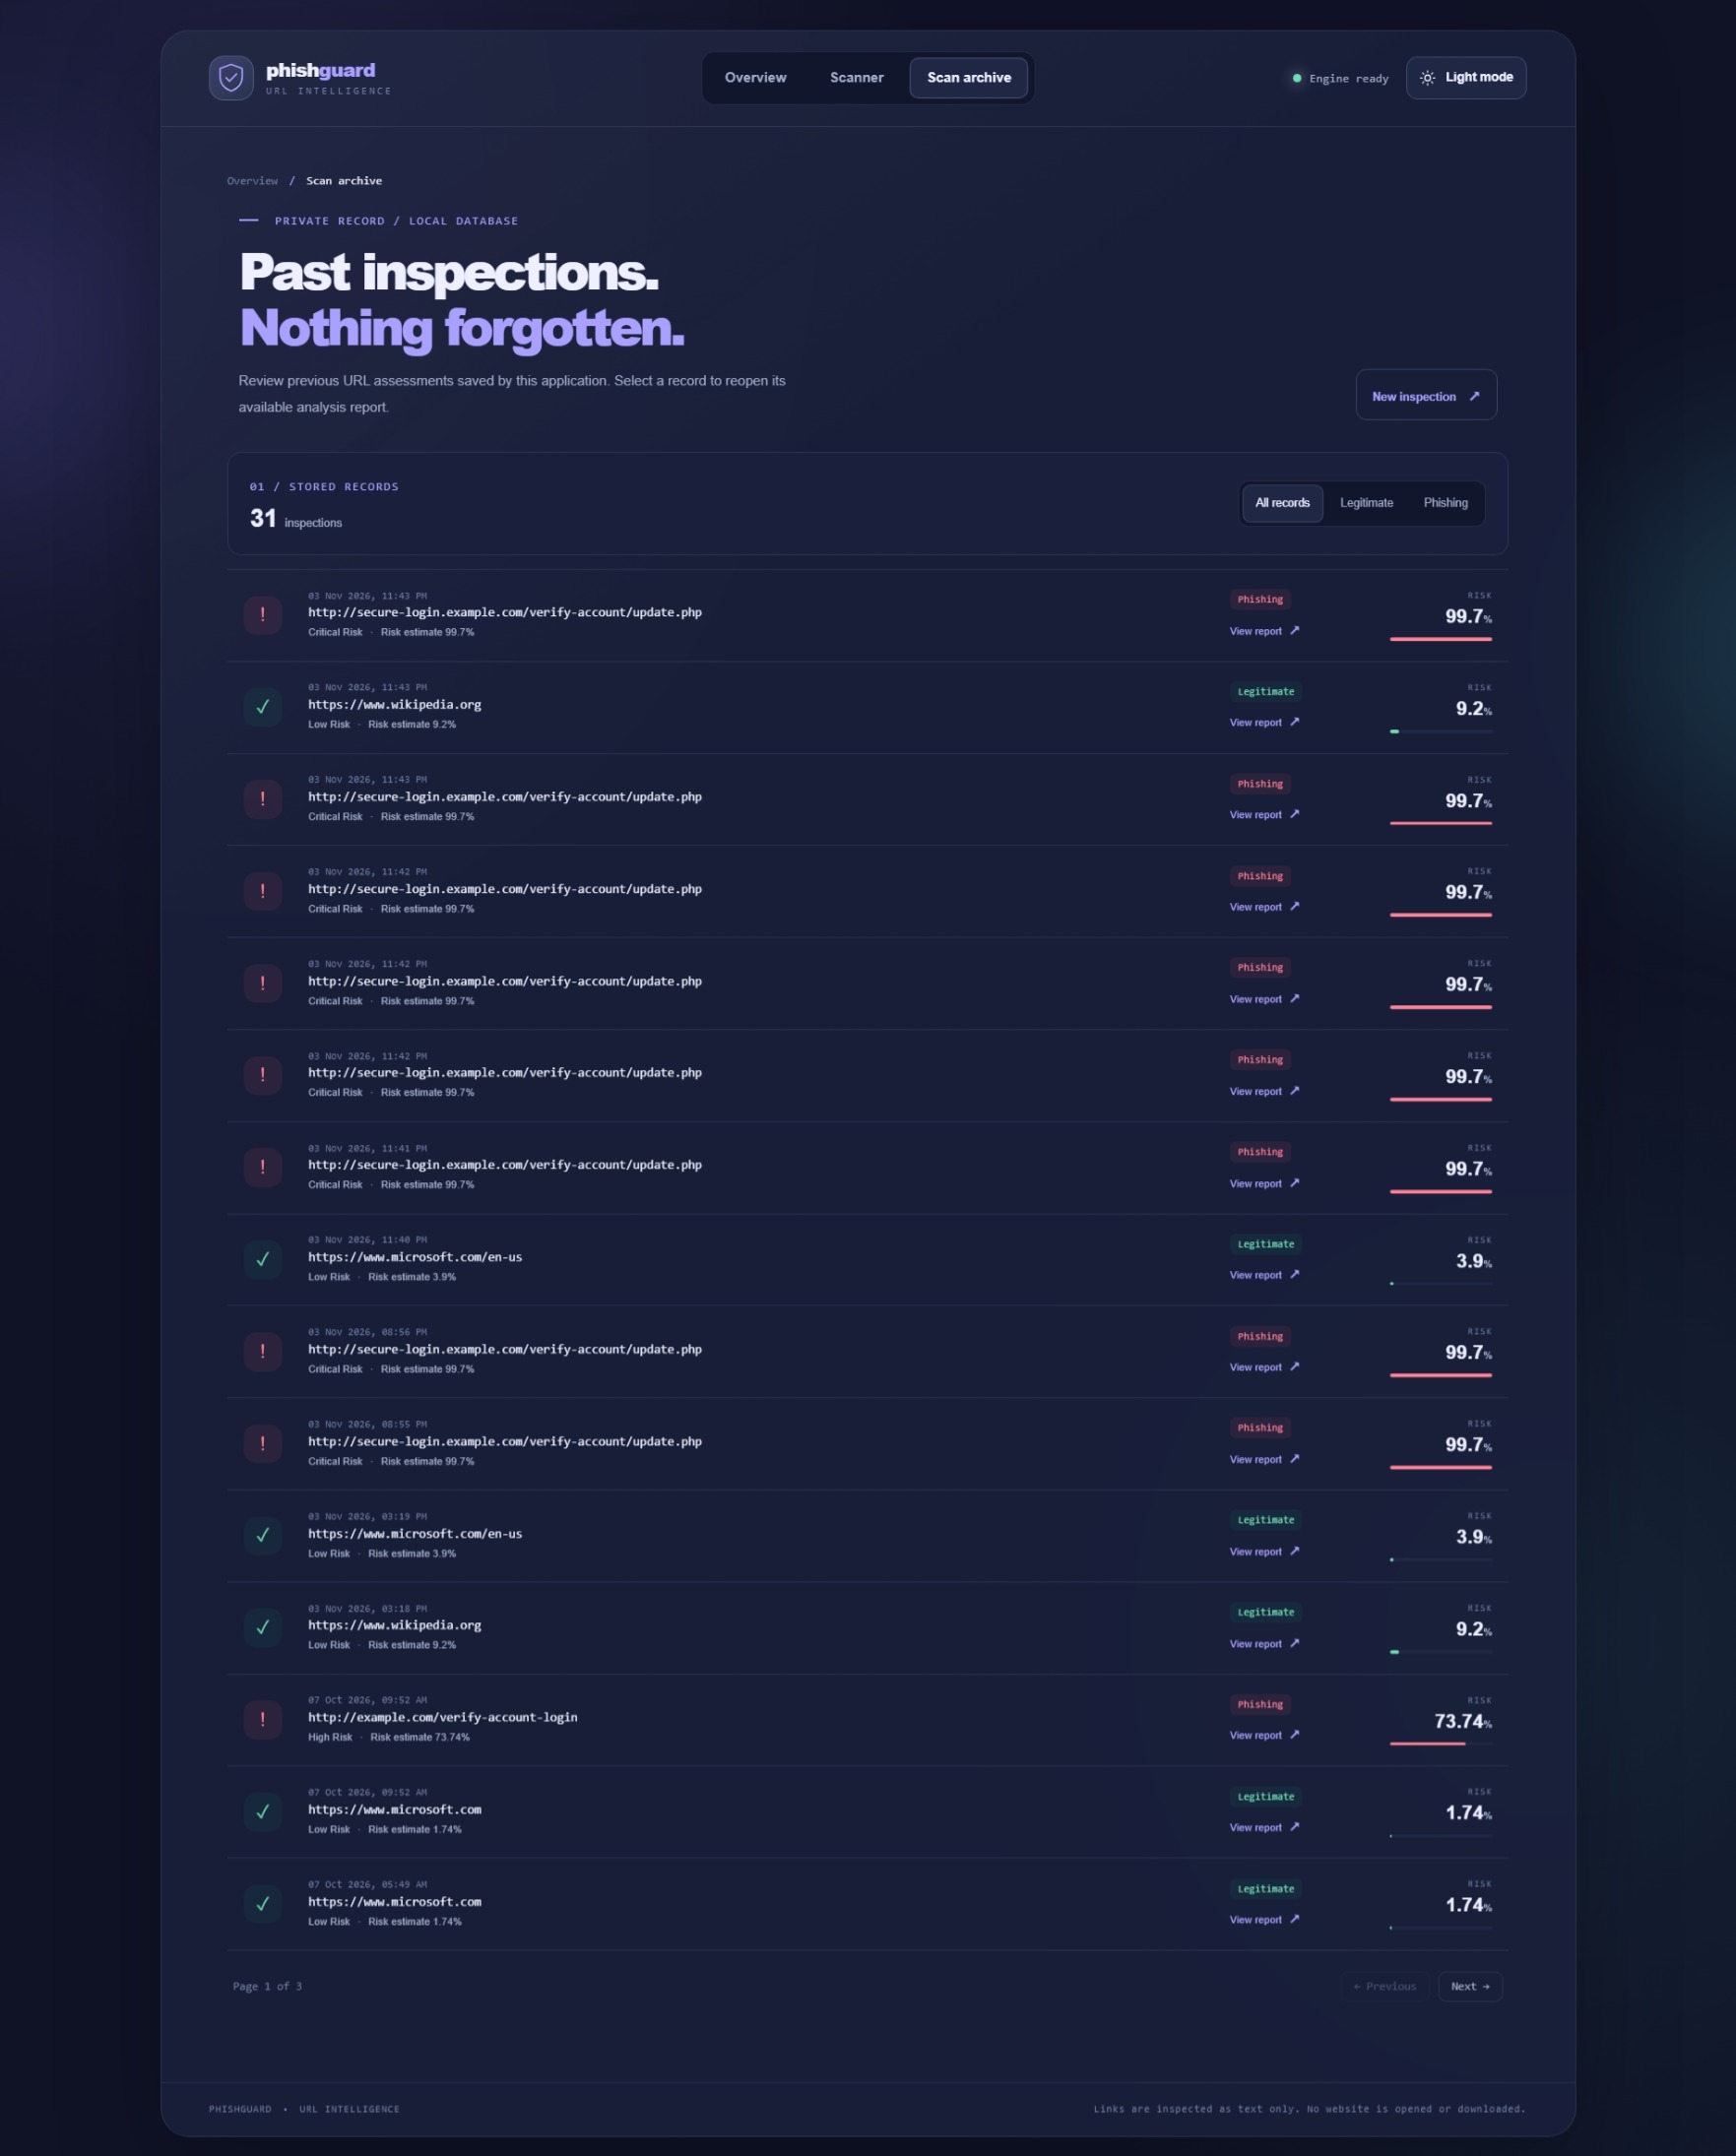 phishguard
URL INTELLIGENCE
Overview
Scanner
Scan archive
Engine ready
Light mode
Overview / Scan archive
PRIVATE RECORD / LOCAL DATABASE
Past inspections.
Nothing forgotten.
Review previous URL assessments saved by this application. Select a record to reopen its
available analysis report.
New inspection ↗
01 / STORED RECORDS
31 inspections
All records
Legitimate
Phishing
! 03 Nov 2026, 11:43 PM
http://secure-login.example.com/verify-account/update.php
Critical Risk · Risk estimate 99.7%
Phishing
View report ↗
RISK
99.7%
✓ 03 Nov 2026, 11:43 PM
https://www.wikipedia.org
Low Risk · Risk estimate 9.2%
Legitimate
View report ↗
RISK
9.2%
! 03 Nov 2026, 11:43 PM
http://secure-login.example.com/verify-account/update.php
Critical Risk · Risk estimate 99.7%
Phishing
View report ↗
RISK
99.7%
! 03 Nov 2026, 11:42 PM
http://secure-login.example.com/verify-account/update.php
Critical Risk · Risk estimate 99.7%
Phishing
View report ↗
RISK
99.7%
! 03 Nov 2026, 11:42 PM
http://secure-login.example.com/verify-account/update.php
Critical Risk · Risk estimate 99.7%
Phishing
View report ↗
RISK
99.7%
! 03 Nov 2026, 11:42 PM
http://secure-login.example.com/verify-account/update.php
Critical Risk · Risk estimate 99.7%
Phishing
View report ↗
RISK
99.7%
! 03 Nov 2026, 11:41 PM
http://secure-login.example.com/verify-account/update.php
Critical Risk · Risk estimate 99.7%
Phishing
View report ↗
RISK
99.7%
✓ 03 Nov 2026, 11:40 PM
https://www.microsoft.com/en-us
Low Risk · Risk estimate 3.9%
Legitimate
View report ↗
RISK
3.9%
! 03 Nov 2026, 08:56 PM
http://secure-login.example.com/verify-account/update.php
Critical Risk · Risk estimate 99.7%
Phishing
View report ↗
RISK
99.7%
! 03 Nov 2026, 08:55 PM
http://secure-login.example.com/verify-account/update.php
Critical Risk · Risk estimate 99.7%
Phishing
View report ↗
RISK
99.7%
✓ 03 Nov 2026, 03:19 PM
https://www.microsoft.com/en-us
Low Risk · Risk estimate 3.9%
Legitimate
View report ↗
RISK
3.9%
✓ 03 Nov 2026, 03:18 PM
https://www.wikipedia.org
Low Risk · Risk estimate 9.2%
Legitimate
View report ↗
RISK
9.2%
! 07 Oct 2026, 09:52 AM
http://example.com/verify-account-login
High Risk · Risk estimate 73.74%
Phishing
View report ↗
RISK
73.74%
✓ 07 Oct 2026, 09:52 AM
https://www.microsoft.com
Low Risk · Risk estimate 1.74%
Legitimate
View report ↗
RISK
1.74%
✓ 07 Oct 2026, 05:49 AM
https://www.microsoft.com
Low Risk · Risk estimate 1.74%
Legitimate
View report ↗
RISK
1.74%
Page 1 of 3
← Previous
Next →
PHISHGUARD • URL INTELLIGENCE
Links are inspected as text only. No website is opened or downloaded.